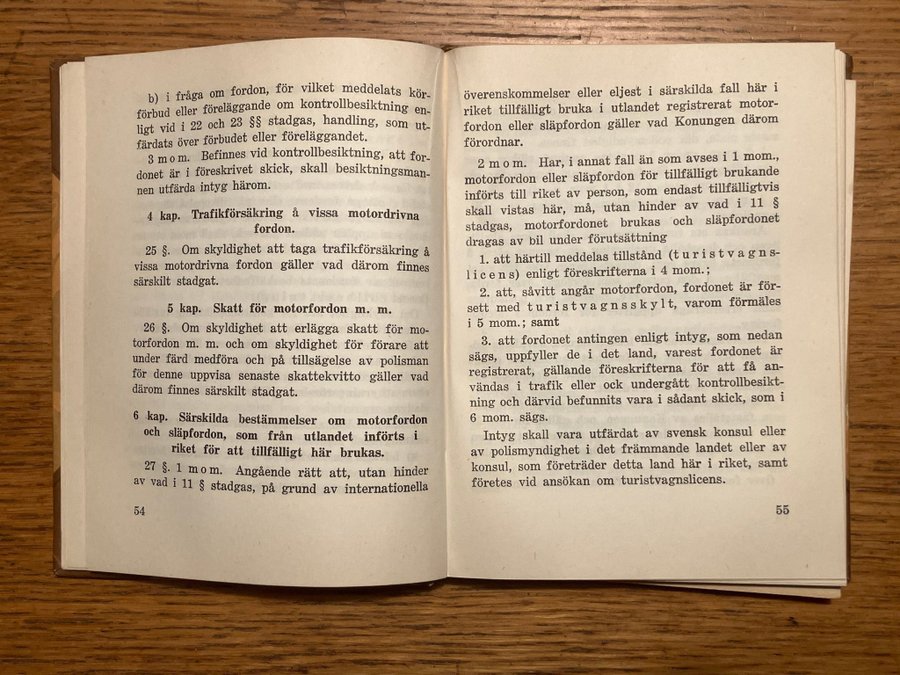 b) i fråga om fordon, för vilket meddelats kör-
förbud eller föreläggande om kontrollbesiktning en-
ligt vid i 22 och 23 §§ stadgas, handling, som ut-
färdats över förbudet eller föreläggandet.
3 mom. Befinnes vid kontrollbesiktning, att for-
donet är i föreskrivet skick, skall besiktningsman-
nen utfärda intyg härom.
4 kap. Trafikförsäkring å vissa motordrivna
fordon.
25 §. Om skyldighet att taga trafikförsäkring å
vissa motordrivna fordon gäller vad därom finnes
särskilt stadgat.
5 kap. Skatt för motorfordon m. m.
26 §. Om skyldighet att erlägga skatt för mo-
torfordon m. m. och om skyldighet för förare att
under färd medföra och på tillsägelse av polisman
för denne uppvisa senaste skattekvitto gäller vad
därom finnes särskilt stadgat.
6 kap. Särskilda bestämmelser om motorfordon
och släpfordon, som från utlandet införts i
riket för att tillfälligt här brukas.
27 §. 1 mom. Angående rätt att, utan hinder
av vad i 11 § stadgas, på grund av internationella
54
överenskommelser eller eljest i särskilda fall här i
riket tillfälligt bruka i utlandet registrerat motor-
fordon eller släpfordon gäller vad Konungen därom
förordnar.
2 mom. Har, i annat fall än som avses i 1 mom.,
motorfordon eller släpfordon för tillfälligt brukande
införts till riket av person, som endast tillfälligtvis
skall vistas här, må, utan hinder av vad i 11 §
stadgas, motorfordonet brukas och släpfordonet
dragas av bil under förutsättning
1. att härtill meddelas tillstånd (turistvagns-
licens) enligt föreskrifterna i 4 mom.;
2. att, såvitt angår motorfordon, fordonet är för-
sett med turistvagnsskylt, varom förmäles
i 5 mom.; samt
3. att fordonet antingen enligt intyg, som nedan
sägs, uppfyller de i det land, varest fordonet är
registrerat, gällande föreskrifterna för att få an-
vändas i trafik eller ock undergått kontrollbesikt-
ning och därvid befunnits vara i sådant skick, som i
6 mom. sägs.
Intyg skall vara utfärdat av svensk konsul eller
av polismyndighet i det främmande landet eller av
konsul, som företräder detta land här i riket, samt
företes vid ansökan om turistvagnslicens.
55